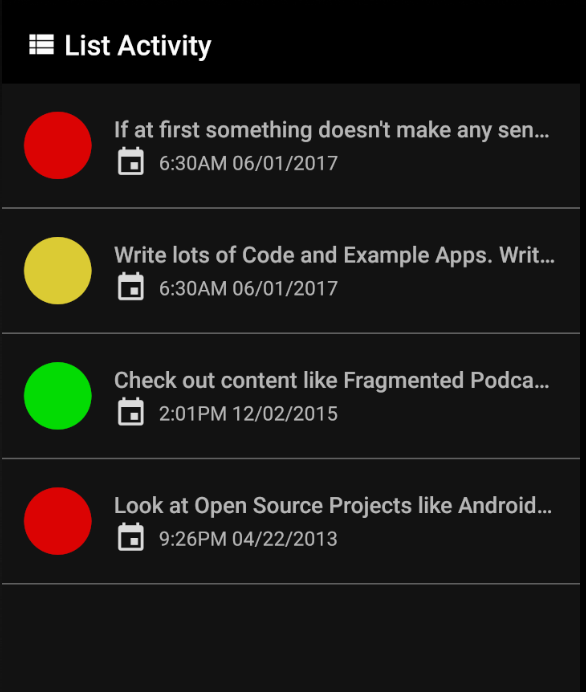 List Activity
If at first something doesn't make any sen...
6:30AM 06/01/2017
Write lots of Code and Example Apps. Writ...
6:30AM 06/01/2017
Check out content like Fragmented Podca...
2:01PM 12/02/2015
Look at Open Source Projects like Android...
9:26PM 04/22/2013